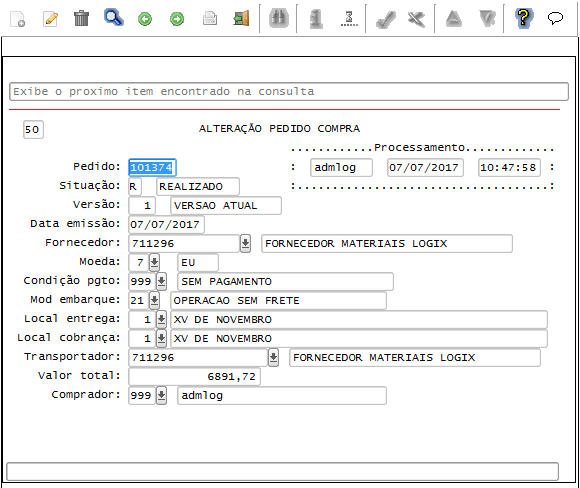 Exibe o proximo item encontrado na consulta
50 ALTERAÇÃO PEDIDO COMPRA
............Processamento.............
Pedido: 101374 : admlog 07/07/2017 10:47:58 :
Situação: R REALIZADO :....................................:
Versão: 1 VERSAO ATUAL
Data emissão: 07/07/2017
Fornecedor: 711296 FORNECEDOR MATERIAIS LOGIX
Moeda: 7 EU
Condição pgto: 999 SEM PAGAMENTO
Mod embarque: 21 OPERACAO SEM FRETE
Local entrega: 1 XV DE NOVEMBRO
Local cobrança: 1 XV DE NOVEMBRO
Transportador: 711296 FORNECEDOR MATERIAIS LOGIX
Valor total: 6891,72
Comprador: 999 admlog